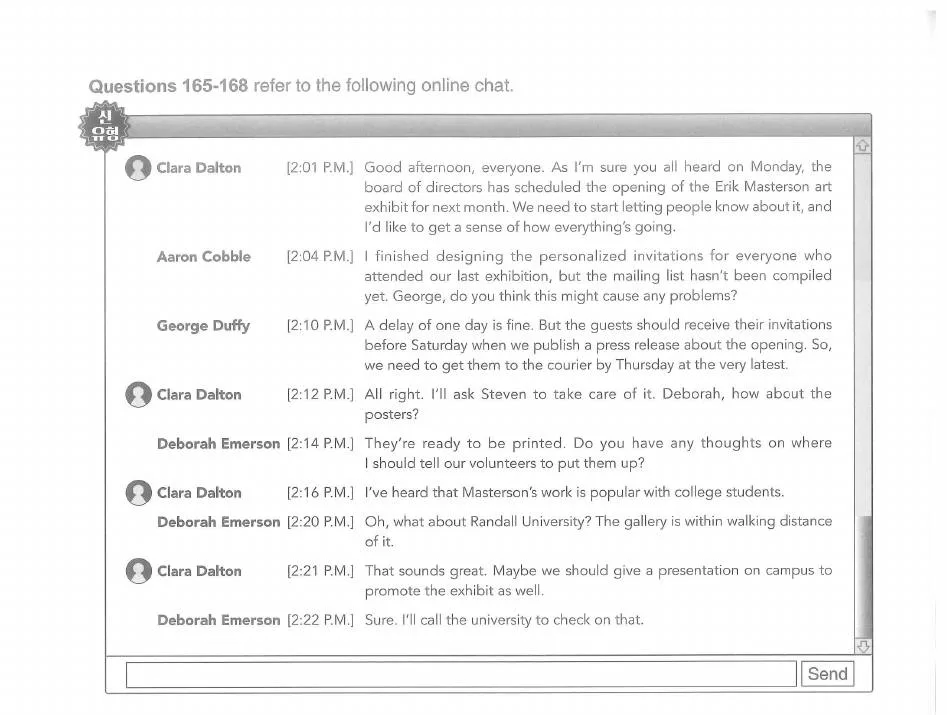 Questions 165-168 refer to the following online chat.
신
유형
Clara Dalton [2:01 P.M.] Good afternoon, everyone. As I'm sure you all heard on Monday, the
board of directors has scheduled the opening of the Erik Masterson art
exhibit for next month. We need to start letting people know about it, and
I'd like to get a sense of how everything's going.
Aaron Cobble [2:04 P.M.] I finished designing the personalized invitations for everyone who
attended our last exhibition, but the mailing list hasn't been compiled
yet. George, do you think this might cause any problems?
George Duffy [2:10 P.M.] A delay of one day is fine. But the guests should receive their invitations
before Saturday when we publish a press release about the opening. So,
we need to get them to the courier by Thursday at the very latest.
Clara Dalton [2:12 P.M.] All right. I'll ask Steven to take care of it. Deborah, how about the
posters?
Deborah Emerson [2:14 P.M.] They're ready to be printed. Do you have any thoughts on where
I should tell our volunteers to put them up?
Clara Dalton [2:16 P.M.] I've heard that Masterson's work is popular with college students.
Deborah Emerson [2:20 P.M.] Oh, what about Randall University? The gallery is within walking distance
of it.
Clara Dalton [2:21 P.M.] That sounds great. Maybe we should give a presentation on campus to
promote the exhibit as well.
Deborah Emerson [2:22 P.M.] Sure. I'll call the university to check on that.
Send